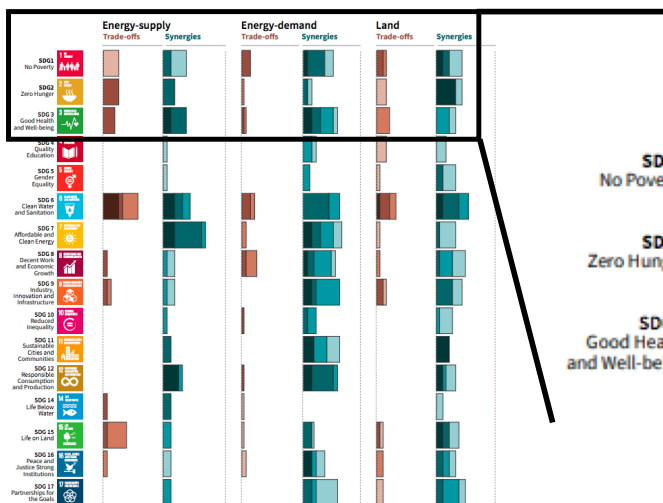 Energy-supply Energy-demand Land
Trade-offs Synergies Trade-offs Synergies Trade-offs Synergies
SDG1
No Poverty
SDG2
Zero Hunger
SDG 3
Good Health
and Well-being
SDG 4
Quality
Education
SDG 5
Gender
Equality
SDG 6
Clean Water
and Sanitation
SDG 7
Affordable and
Clean Energy
SDG 8
Decent Work
and Economic
Growth
SDG 9
Industry,
Innovation and
Infrastructure
SDG 10
Reduced
Inequality
SDG 11
Sustainable
Cities and
Communities
SDG 12
Responsible
Consumption
and Production
SDG 14
Life Below
Water
SDG 15
Life on Land
SDG 16
Peace and
Justice Strong
Institutions
SDG 17
Partnerships for
the Goals
SD
No Pove
SD
Zero Hung
SDG
Good Hea
and Well-be